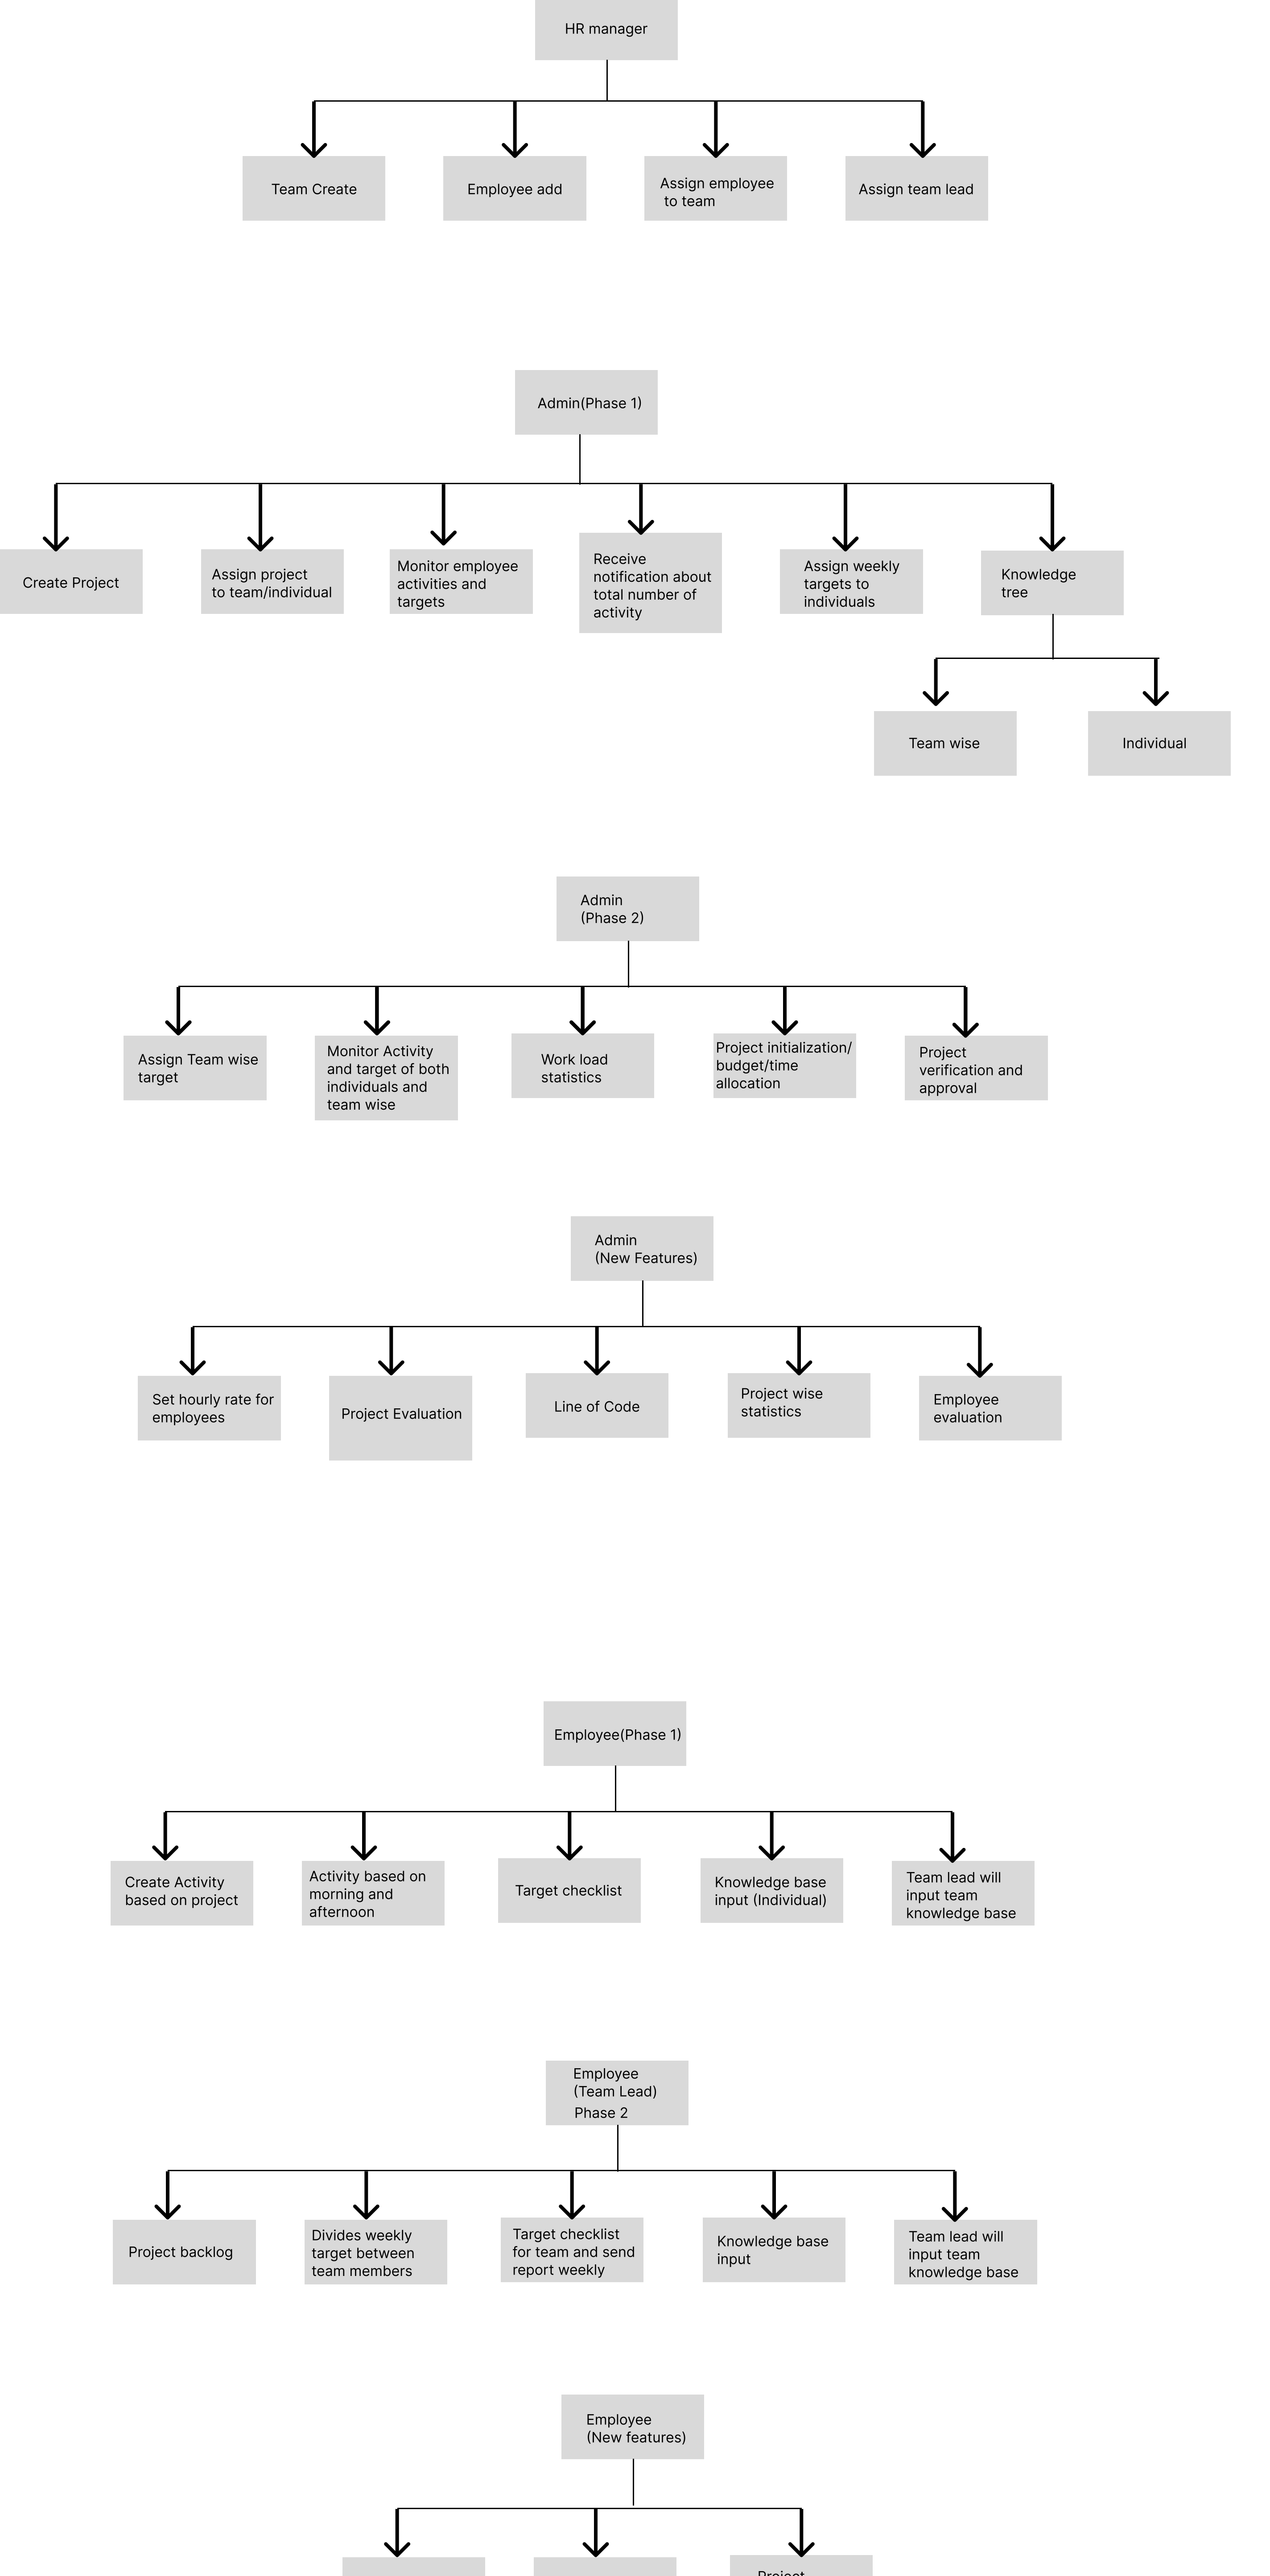 HR manager
Team Create
Employee add
Assign employee
to team
Assign team lead
Admin(Phase 1)
Create Project
Assign project
to team/individual
Monitor employee
activities and
targets
Receive
notification about
total number of
activity
Assign weekly
targets to
individuals
Knowledge
tree
Team wise
Individual
Admin
(Phase 2)
Assign Team wise
target
Monitor Activity
and target of both
individuals and
team wise
Work load
statistics
Project initialization/
budget/time
allocation
Project
verification and
approval
Admin
(New Features)
Set hourly rate for
employees
Project Evaluation
Line of Code
Project wise
statistics
Employee
evaluation
Employee(Phase 1)
Create Activity
based on project
Activity based on
morning and
afternoon
Target checklist
Knowledge base
input (Individual)
Team lead will
input team
knowledge base
Employee
(Team Lead)
Phase 2
Project backlog
Divides weekly
target between
team members
Target checklist
for team and send
report weekly
Knowledge base
input
Team lead will
input team
knowledge base
Employee
(New features)
Project